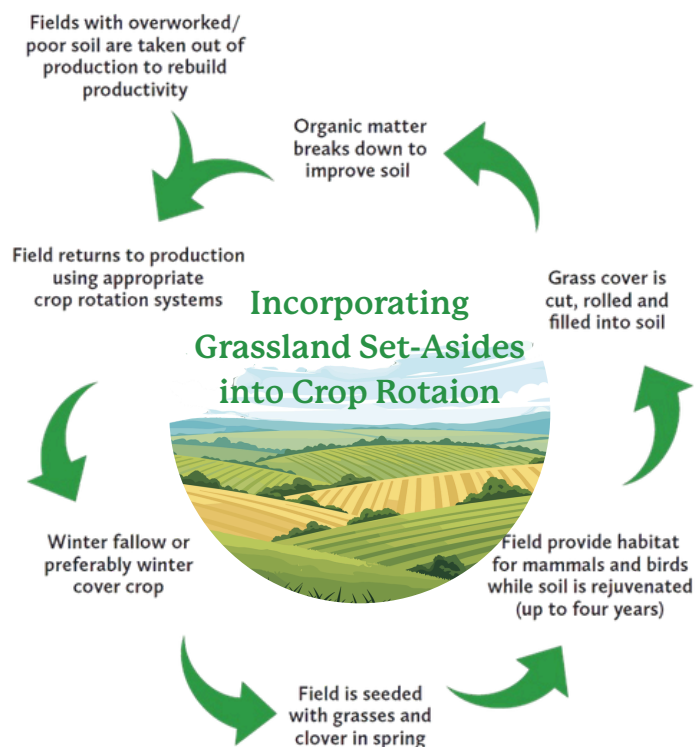 Fields with overworked/
poor soil are taken out of
production to rebuild
productivity
Organic matter
breaks down to
improve soil
Field returns to production
using appropriate
crop rotation systems
Incorporating
Grassland Set-Asides
into Crop Rotaion
Grass cover is
cut, rolled and
filled into soil
Winter fallow or
preferably winter
cover crop
Field provide habitat
for mammals and birds
while soil is rejuvenated
(up to four years)
Field is seeded
with grasses and
clover in spring